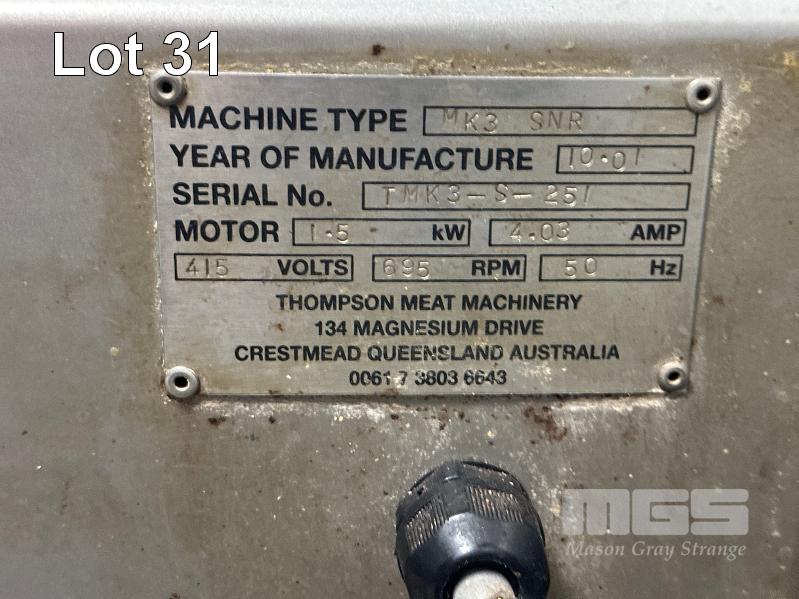 Lot 31
MACHINE TYPE MK3 SNR
YEAR OF MANUFACTURE 10.01
SERIAL No. TMK3-S-251
MOTOR 1.5 kW 4.03 AMP
415 VOLTS 695 RPM 50 Hz
THOMPSON MEAT MACHINERY
134 MAGNESIUM DRIVE
CRESTMEAD QUEENSLAND AUSTRALIA
0061 7 3803 6643
MGS
Mason Gray Strange